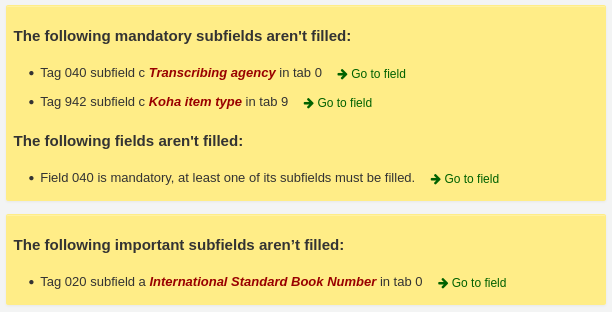 The following mandatory subfields aren't filled:
• Tag 040 subfield c Transcribing agency in tab 0 → Go to field
• Tag 942 subfield c Koha item type in tab 9 → Go to field
The following fields aren't filled:
• Field 040 is mandatory, at least one of its subfields must be filled. → Go to field
The following important subfields aren’t filled:
• Tag 020 subfield a International Standard Book Number in tab 0 → Go to field